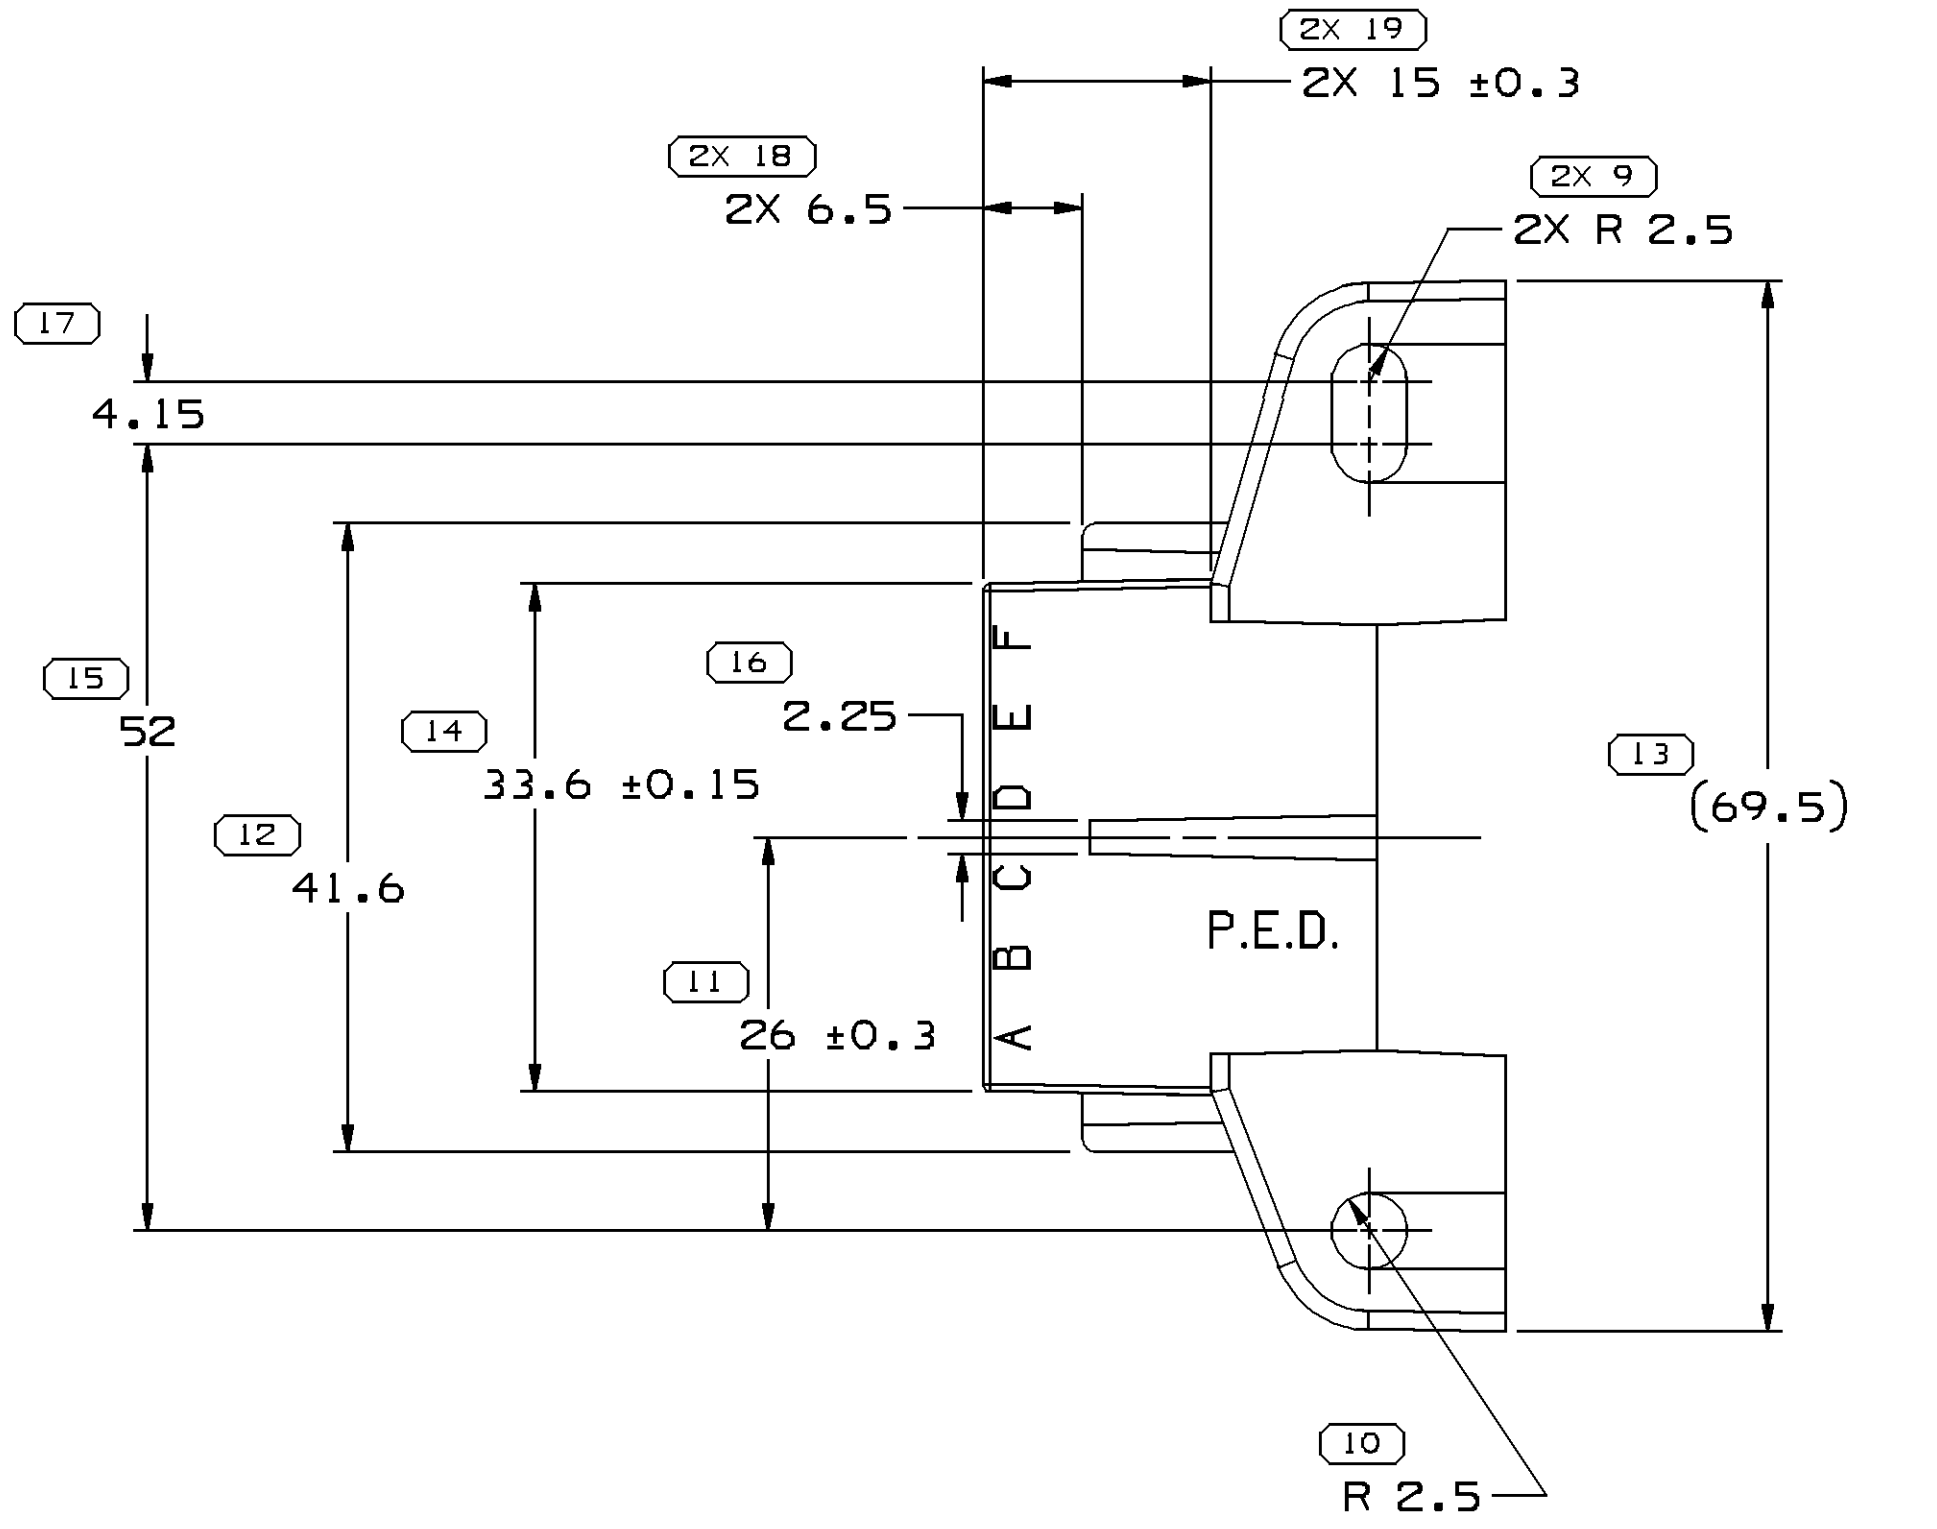 2X 19
2X 15 ±0.3
2X 18
2X 6.5
2X 9
2X R 2.5
17
4.15
15
52
16
2.25
14
33.6 ±0.15
13
(69.5)
12
41.6
11
26 ±0.3
A B C D E F
P.E.D.
10
R 2.5